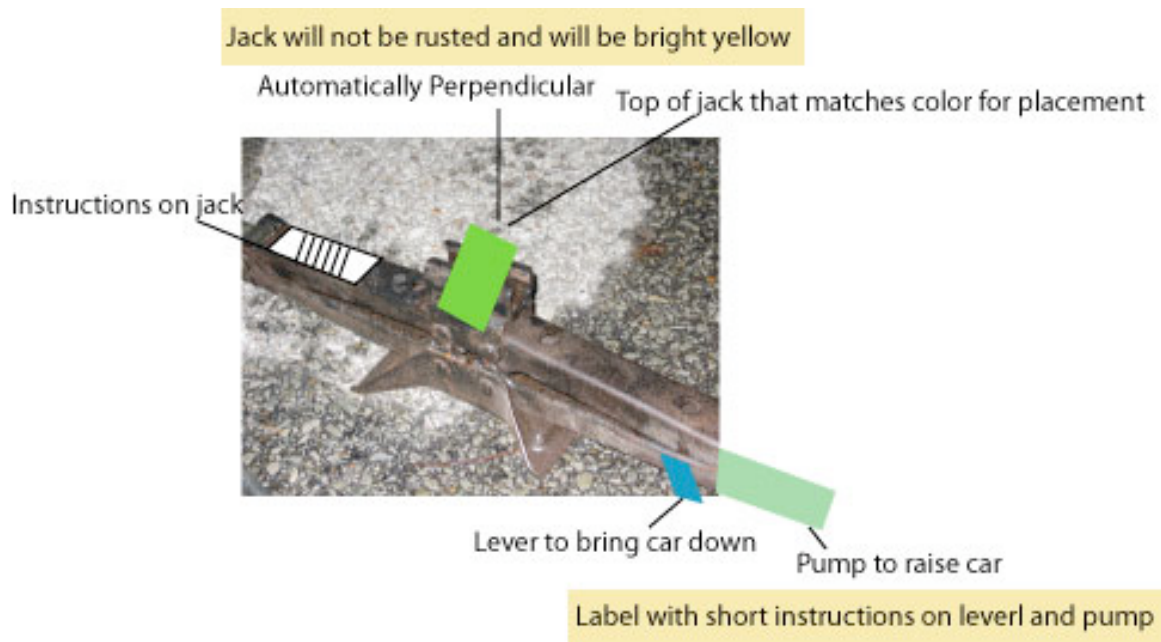 Jack will not be rusted and will be bright yellow
Automatically Perpendicular
Top of jack that matches color for placement
Instructions on jack
Lever to bring car down
Pump to raise car
Label with short instructions on leverl and pump